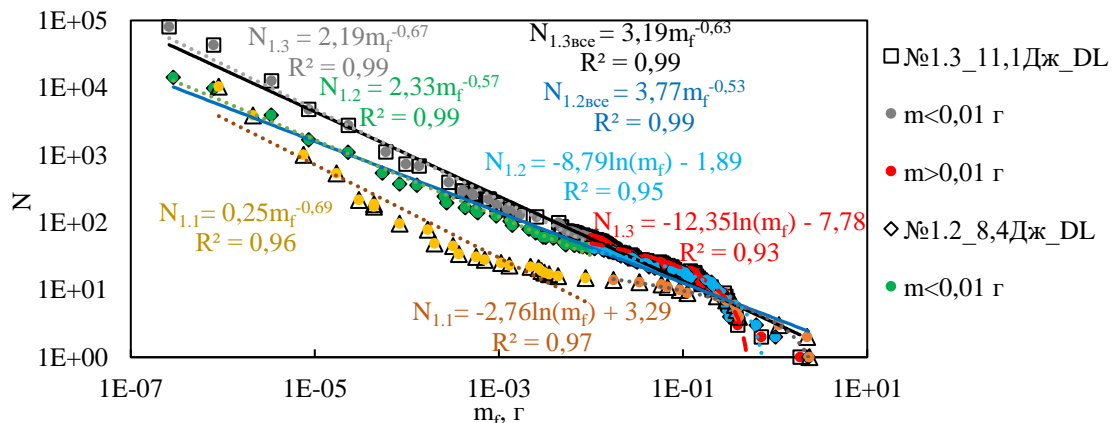 1E+05
1E+04
1E+03
1E+02
1E+01
1E+00
N
1E-07
1E-05
1E-03
1E-01
1E+01
m_f, г
N_1.3 = 2,19m_f^-0,67
R² = 0,99
N_1.3все = 3,19m_f^-0,63
R² = 0,99
N_1.2 = 2,33m_f^-0,57
R² = 0,99
N_1.2все = 3,77m_f^-0,53
R² = 0,99
N_1.2 = -8,79ln(m_f) - 1,89
R² = 0,95
N_1.3 = -12,35ln(m_f) - 7,78
R² = 0,93
N_1.1 = 0,25m_f^-0,69
R² = 0,96
N_1.1 = -2,76ln(m_f) + 3,29
R² = 0,97
№1.3_11,1Дж_DL
m<0,01 г
m>0,01 г
№1.2_8,4Дж_DL
m<0,01 г